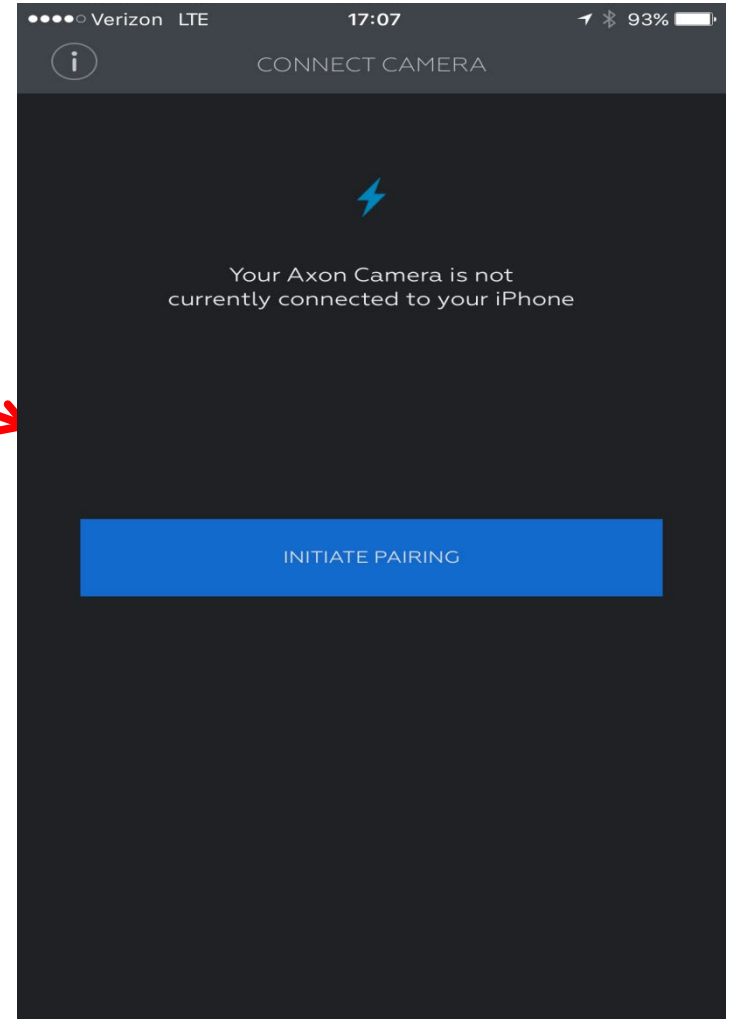 Verizon LTE 17:07 93%
i CONNECT CAMERA
Your Axon Camera is not
currently connected to your iPhone
INITIATE PAIRING